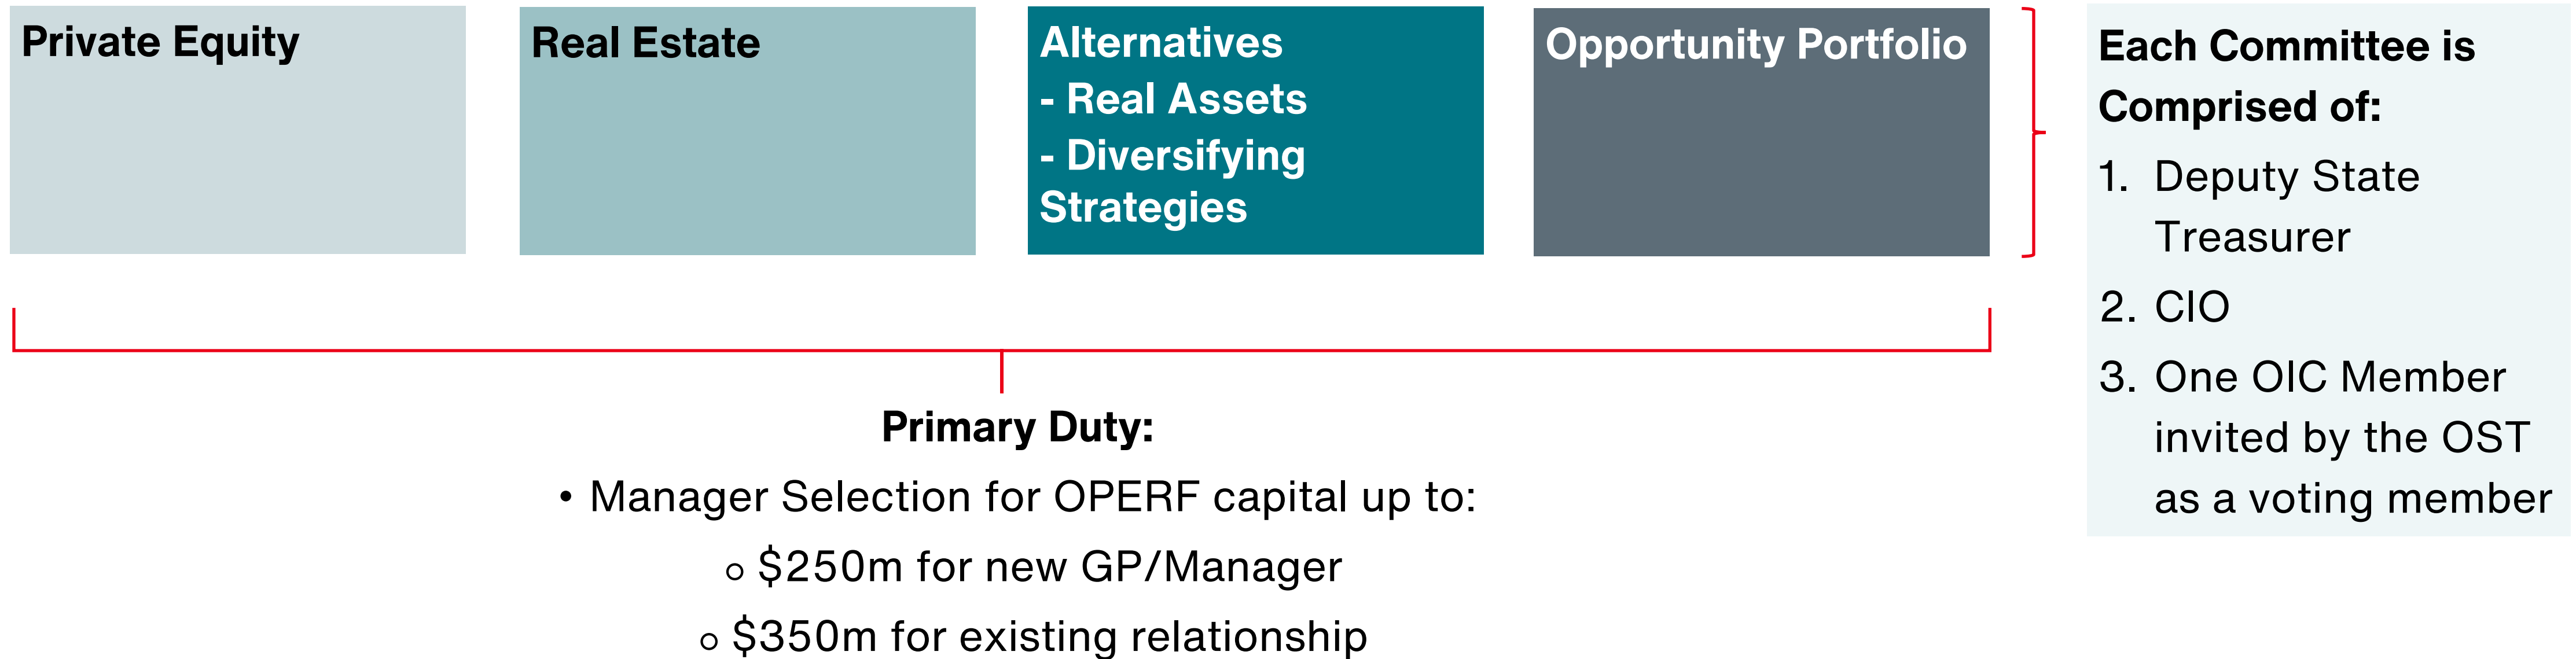 Private Equity
Real Estate
Alternatives
- Real Assets
- Diversifying
Strategies
Opportunity Portfolio
Each Committee is
Comprised of:
1. Deputy State
Treasurer
2. CIO
3. One OIC Member
invited by the OST
as a voting member
Primary Duty:
• Manager Selection for OPERF capital up to:
○ $250m for new GP/Manager
○ $350m for existing relationship